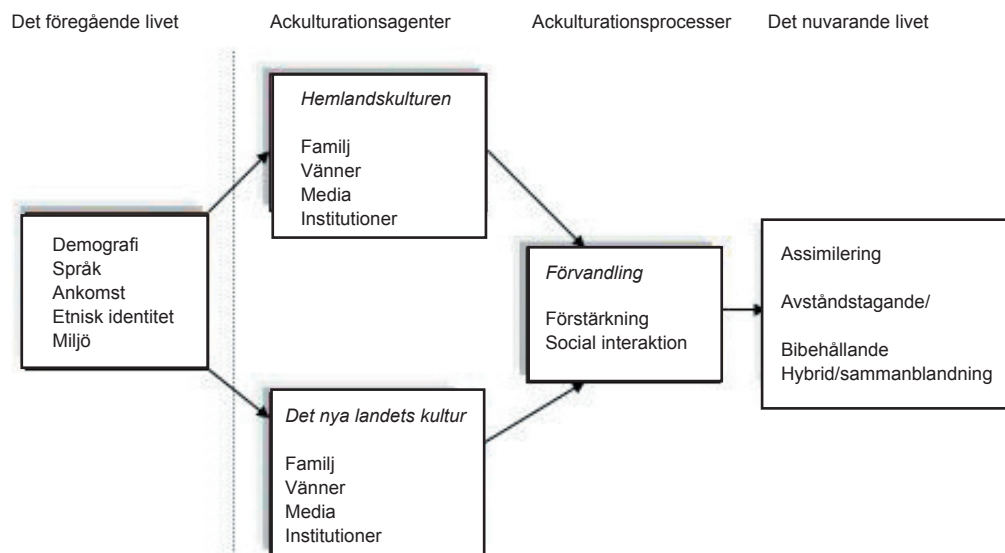 Det föregående livet
Ackulturationsagenter
Ackulturationsprocesser
Det nuvarande livet
Demografi
Språk
Ankomst
Etnisk identitet
Miljö
Hemlandskulturen
Familj
Vänner
Media
Institutioner
Det nya landets kultur
Familj
Vänner
Media
Institutioner
Förvandling
Förstärkning
Social interaktion
Assimilering
Avståndstagande/
Bibehållande
Hybrid/sammanblandning